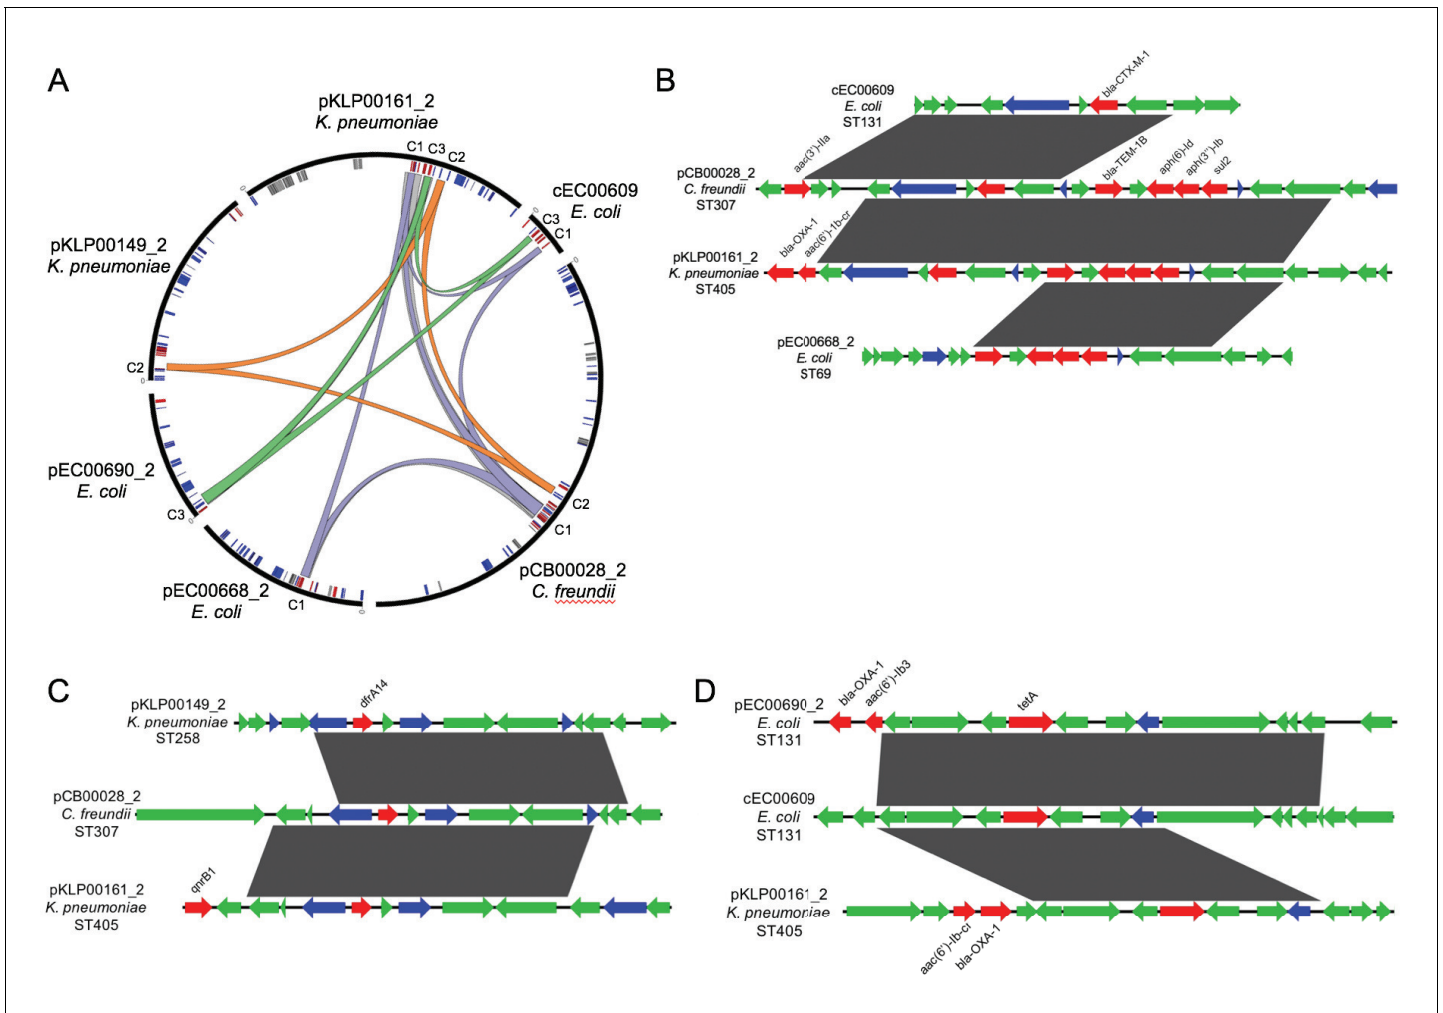 A
pKLP00161_2
K. pneumoniae
C1 C3 C2
cEC00609
E. coli
C3
C1
pKLP00149_2
K. pneumoniae
C2
pEC00690_2
E. coli
C3
pEC00668_2
E. coli
C1
C2
C1
pCB00028_2
C. freundii
B
cEC00609
E. coli
ST131
bla-CTX-M-1
pCB00028_2
C. freundii
ST307
aac(3')-IIa
bla-TEM-1B
aph(6)-Id
aph(3'')-Ib
sul2
pKLP00161_2
K. pneumoniae
ST405
bla-OXA-1
aac(6')-1b-cr
pEC00668_2
E. coli
ST69
C
pKLP00149_2
K. pneumoniae
ST258
dfrA14
pCB00028_2
C. freundii
ST307
pKLP00161_2
K. pneumoniae
ST405
qnrB1
D
pEC00690_2
E. coli
ST131
bla-OXA-1
aac(6')-Ib3
tetA
cEC00609
E. coli
ST131
pKLP00161_2
K. pneumoniae
ST405
aac(6')-Ib-cr
bla-OXA-1